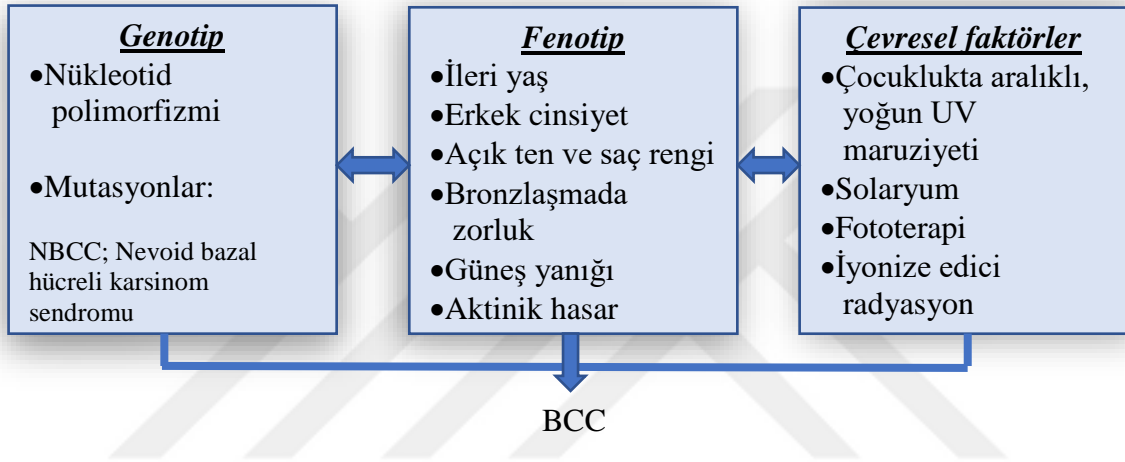 Genotip
•Nükleotid
polimorfizmi
•Mutasyonlar:
NBCC; Nevoid bazal
hücreli karsinom
sendromu
Fenotip
•İleri yaş
•Erkek cinsiyet
•Açık ten ve saç rengi
•Bronzlaşmada
zorluk
•Güneş yanığı
•Aktinik hasar
Çevresel faktörler
•Çocuklukta aralıklı,
yoğun UV
maruziyeti
•Solaryum
•Fototerapi
•İyonize edici
radyasyon
BCC